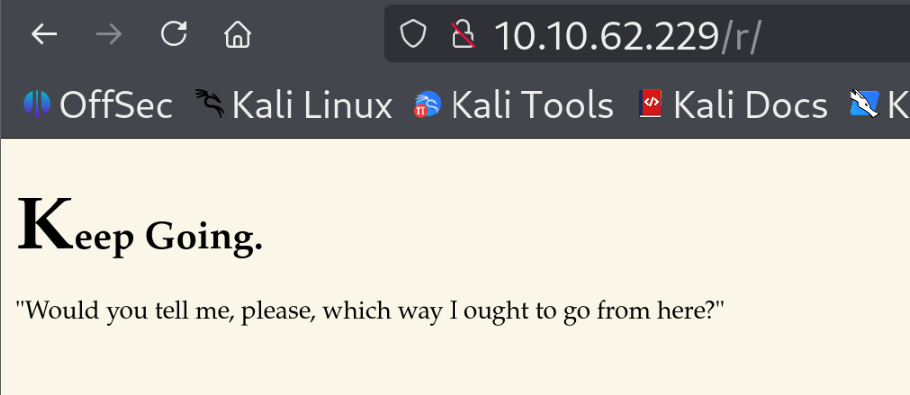 10.10.62.229/r/
OffSec Kali Linux Kali Tools Kali Docs K
Keep Going.
"Would you tell me, please, which way I ought to go from here?"